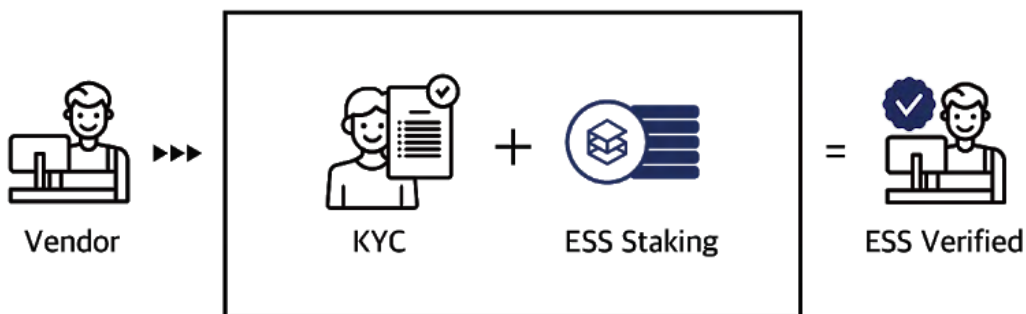 Vendor
KYC
+
ESS Staking
=
ESS Verified